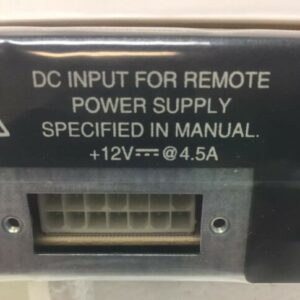 DC INPUT FOR REMOTE
POWER SUPPLY
SPECIFIED IN MANUAL.
+12V⎓@4.5A